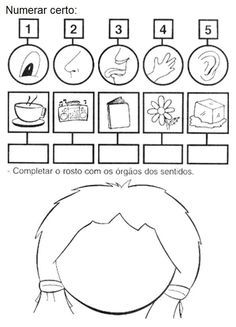 Numerar certo:
1 2 3 4 5
- Completar o rosto com os órgãos dos sentidos.